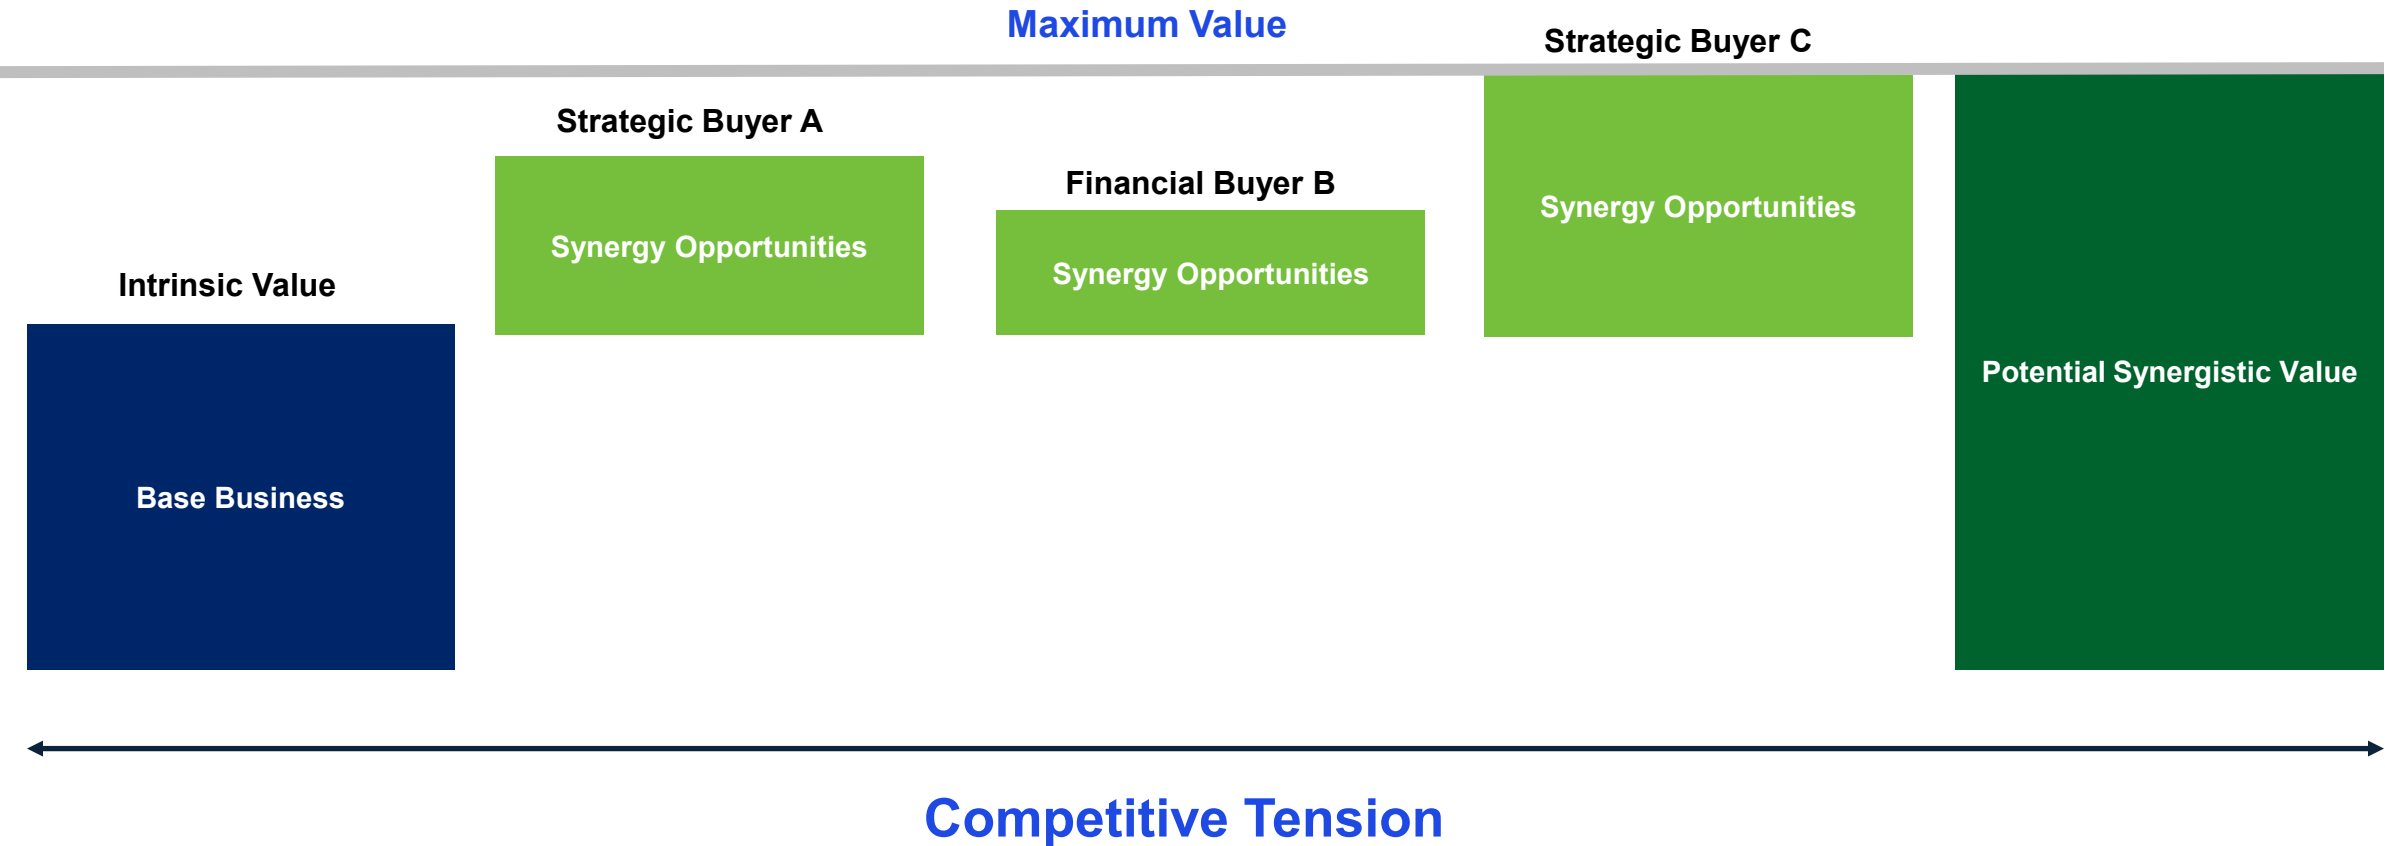 Maximum Value
Strategic Buyer C
Strategic Buyer A
Financial Buyer B
Synergy Opportunities
Synergy Opportunities
Synergy Opportunities
Intrinsic Value
Potential Synergistic Value
Base Business
Competitive Tension